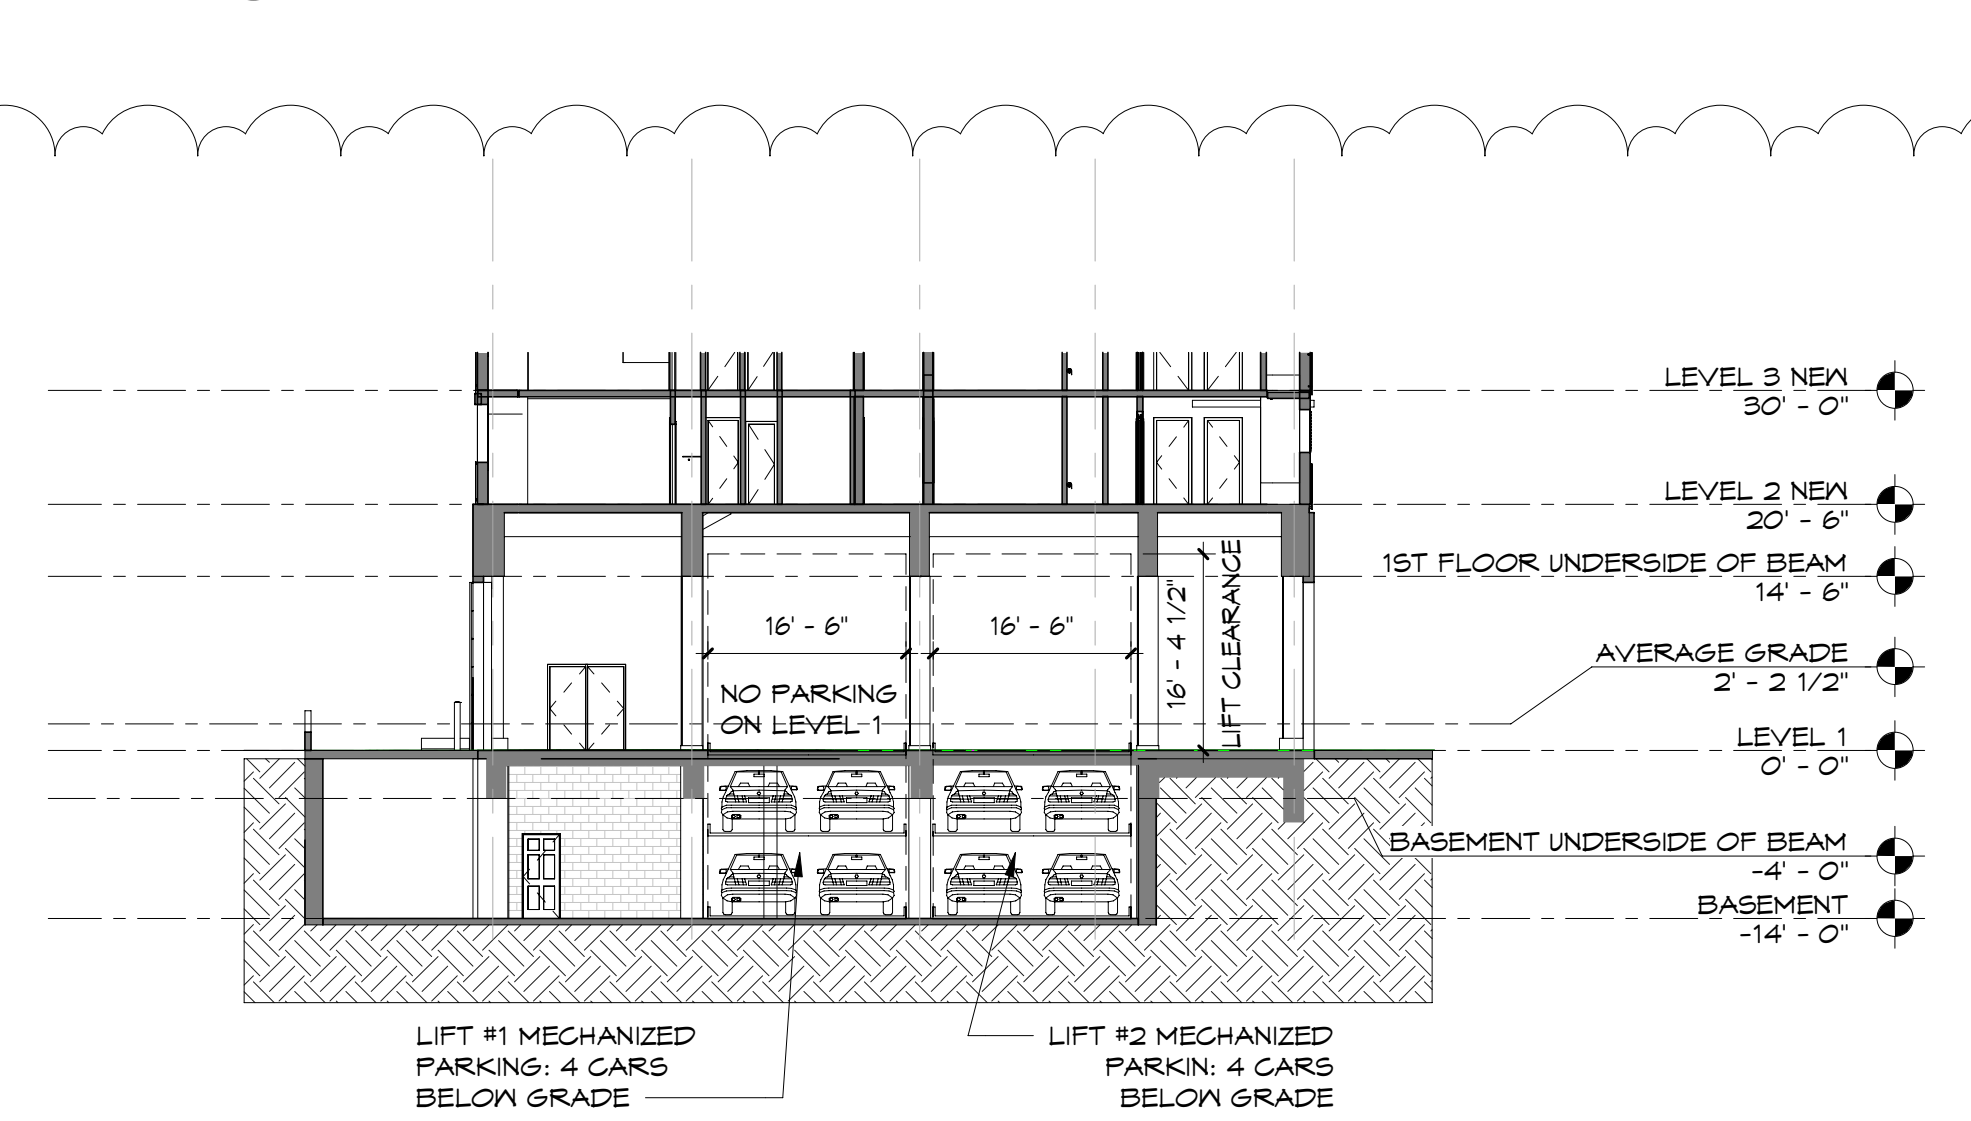 LEVEL 3 NEW
30' - 0"
LEVEL 2 NEW
20' - 6"
1ST FLOOR UNDERSIDE OF BEAM
14' - 6"
16' - 6"
16' - 6"
16' - 4 1/2"
LIFT CLEARANCE
AVERAGE GRADE
2' - 2 1/2"
NO PARKING
ON LEVEL 1
LEVEL 1
0' - 0"
BASEMENT UNDERSIDE OF BEAM
-4' - 0"
BASEMENT
-14' - 0"
LIFT #1 MECHANIZED
PARKING: 4 CARS
BELOW GRADE
LIFT #2 MECHANIZED
PARKIN: 4 CARS
BELOW GRADE